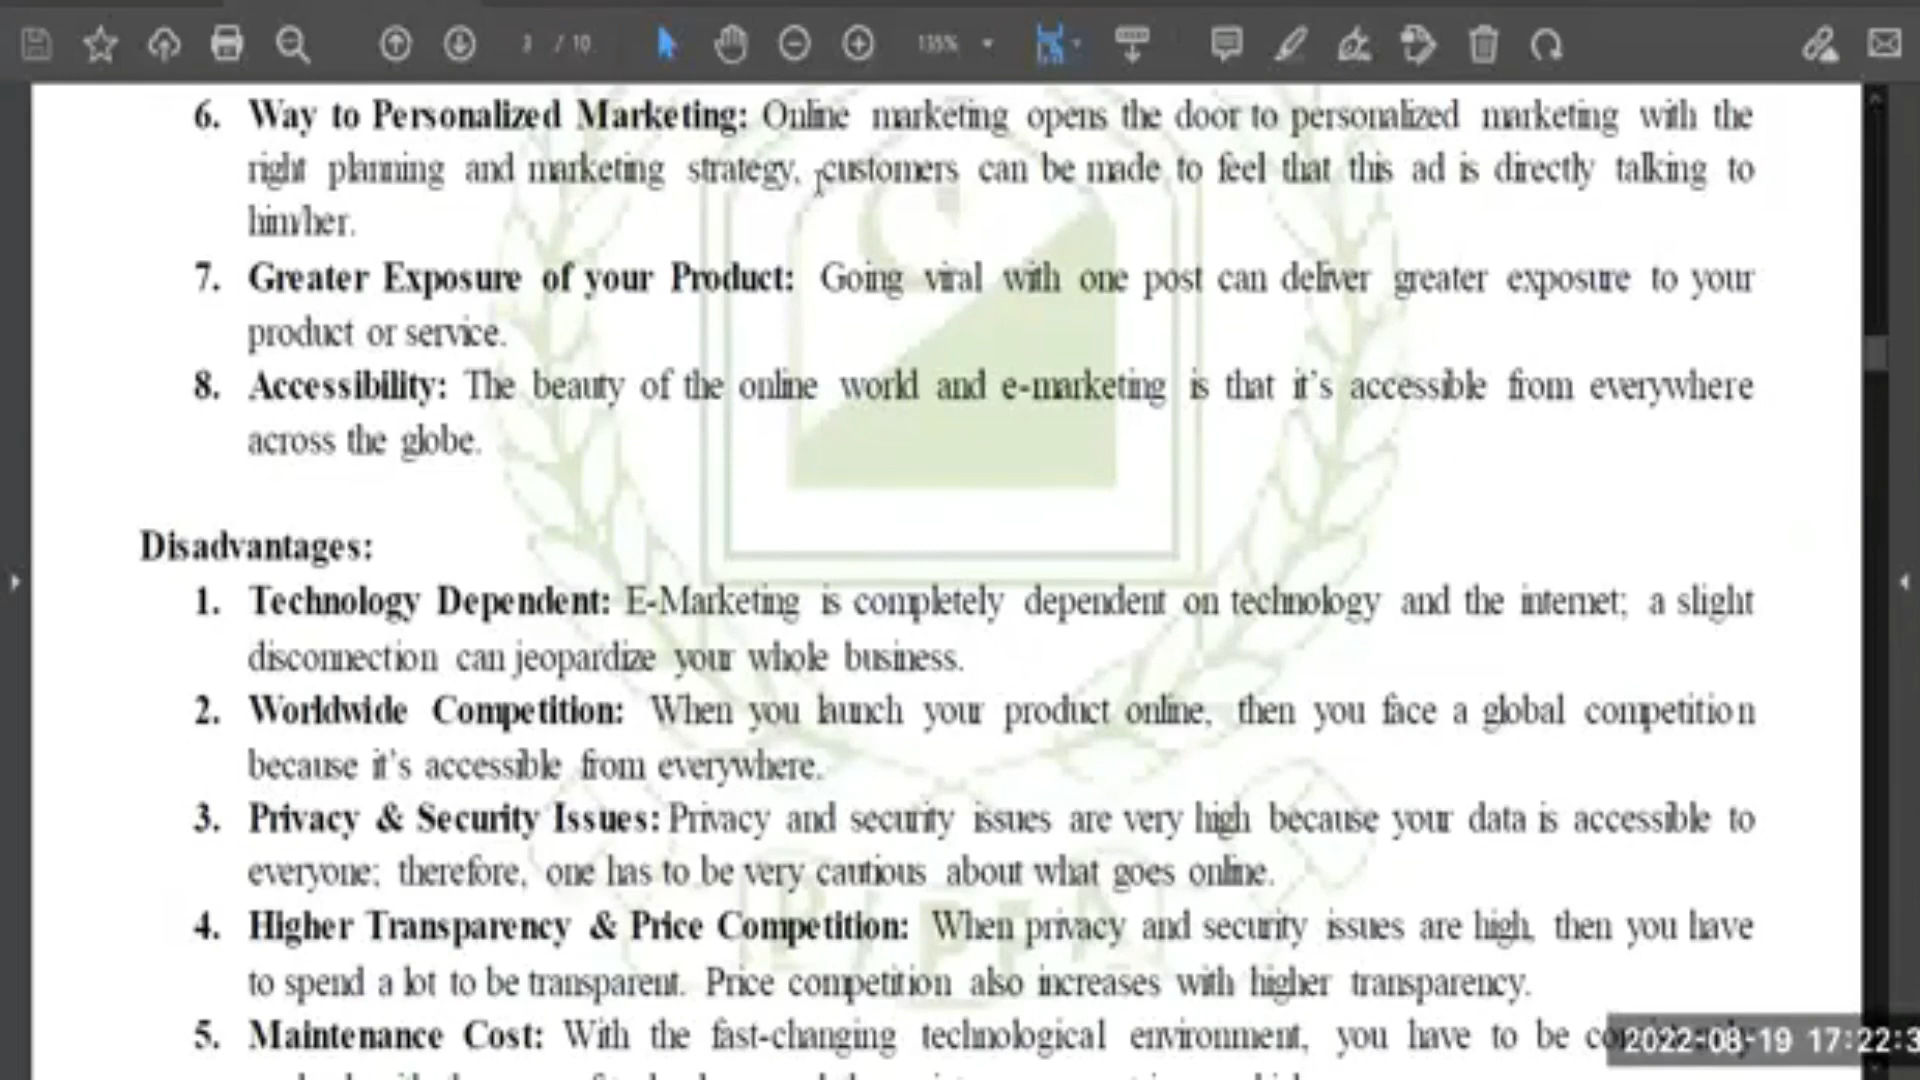 3 / 10
135%
6. Way to Personalized Marketing: Online marketing opens the door to personalized marketing with the
right planning and marketing strategy, customers can be made to feel that this ad is directly talking to
him/her.
7. Greater Exposure of your Product: Going viral with one post can deliver greater exposure to your
product or service.
8. Accessibility: The beauty of the online world and e-marketing is that it's accessible from everywhere
across the globe.
Disadvantages:
1. Technology Dependent: E-Marketing is completely dependent on technology and the internet; a slight
disconnection can jeopardize your whole business.
2. Worldwide Competition: When you launch your product online, then you face a global competition
because it's accessible from everywhere.
3. Privacy & Security Issues: Privacy and security issues are very high because your data is accessible to
everyone; therefore, one has to be very cautious about what goes online.
4. Higher Transparency & Price Competition: When privacy and security issues are high, then you have
to spend a lot to be transparent. Price competition also increases with higher transparency.
5. Maintenance Cost: With the fast-changing technological environment, you have to be
2022-08-19 17:22:3